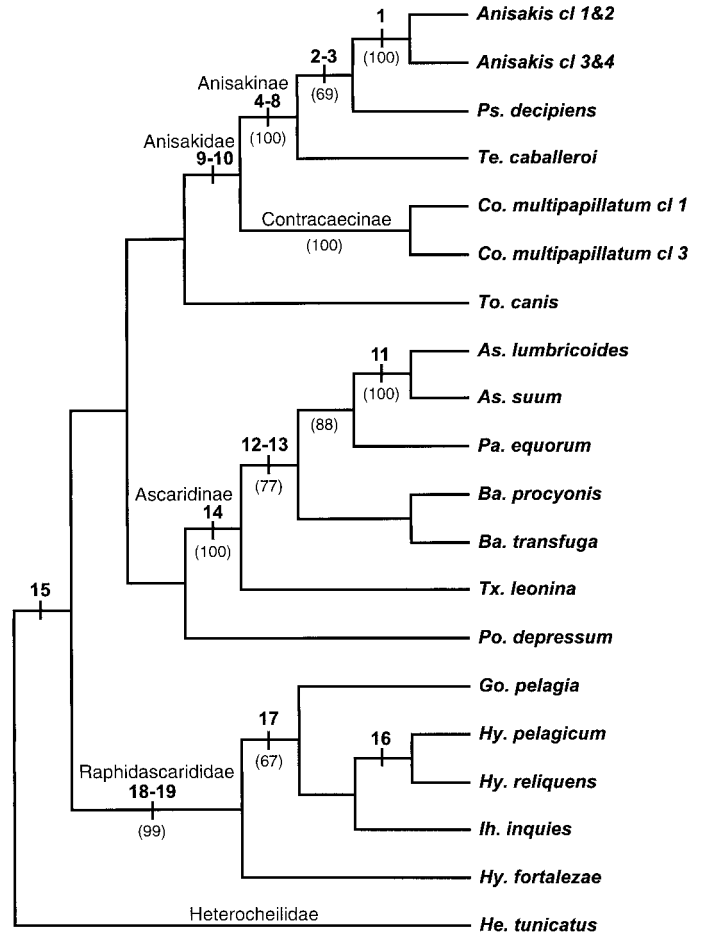 1
Anisakis cl 1&2
(100)
Anisakis cl 3&4
2-3
(69)
Ps. decipiens
Anisakinae
4-8
(100)
Te. caballeroi
Anisakidae
9-10
Co. multipapillatum cl 1
Contracaecinae
(100)
Co. multipapillatum cl 3
To. canis
As. lumbricoides
11
(100)
As. suum
(88)
Pa. equorum
12-13
(77)
Ba. procyonis
Ba. transfuga
Ascaridinae
14
(100)
Tx. leonina
Po. depressum
15
Go. pelagia
17
(67)
16
Hy. pelagicum
Hy. reliquens
Raphidascarididae
18-19
(99)
Ih. inquies
Hy. fortalezae
Heterocheilidae
He. tunicatus